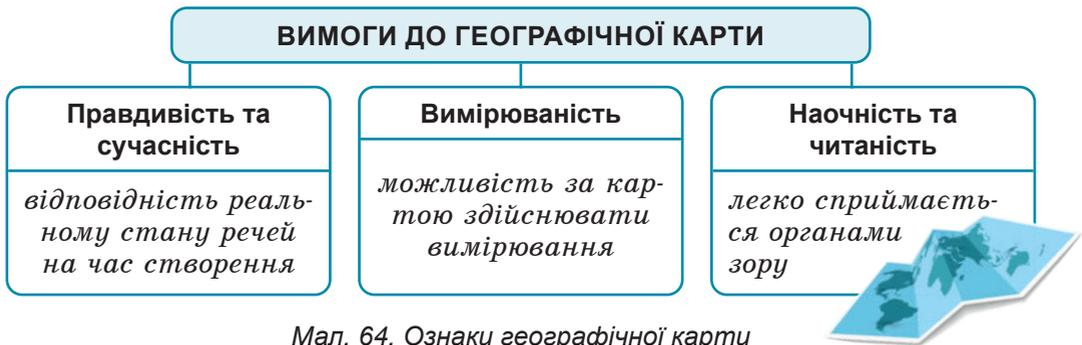 ВИМОГИ ДО ГЕОГРАФІЧНОЇ КАРТИ
Правдивість та
сучасність
відповідність реаль-
ному стану речей
на час створення
Вимірюваність
можливість за кар-
тою здійснювати
вимірювання
Наочність та
читаність
легко сприймаєть-
ся органами
зору
Мал. 64. Ознаки географічної карти